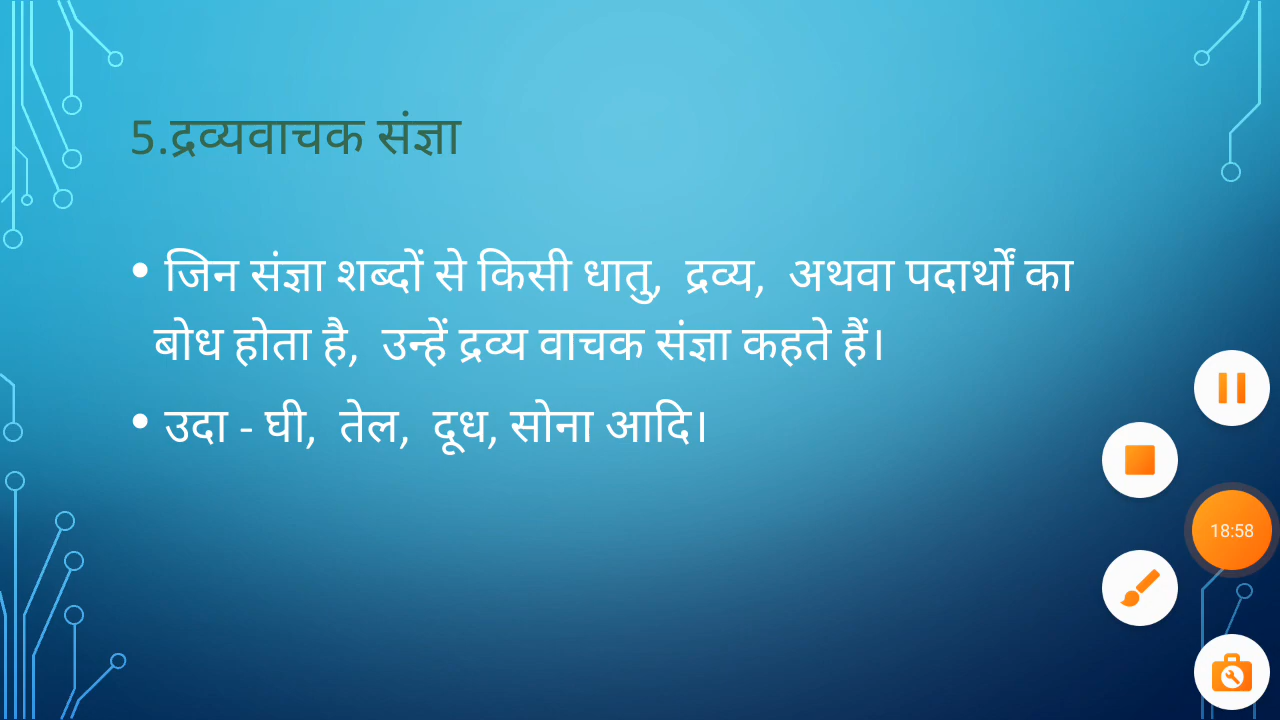 5.द्रव्यवाचक संज्ञा
• जिन संज्ञा शब्दों से किसी धातु, द्रव्य, अथवा पदार्थों का
बोध होता है, उन्हें द्रव्य वाचक संज्ञा कहते हैं।
• उदा - घी, तेल, दूध, सोना आदि।
18:58